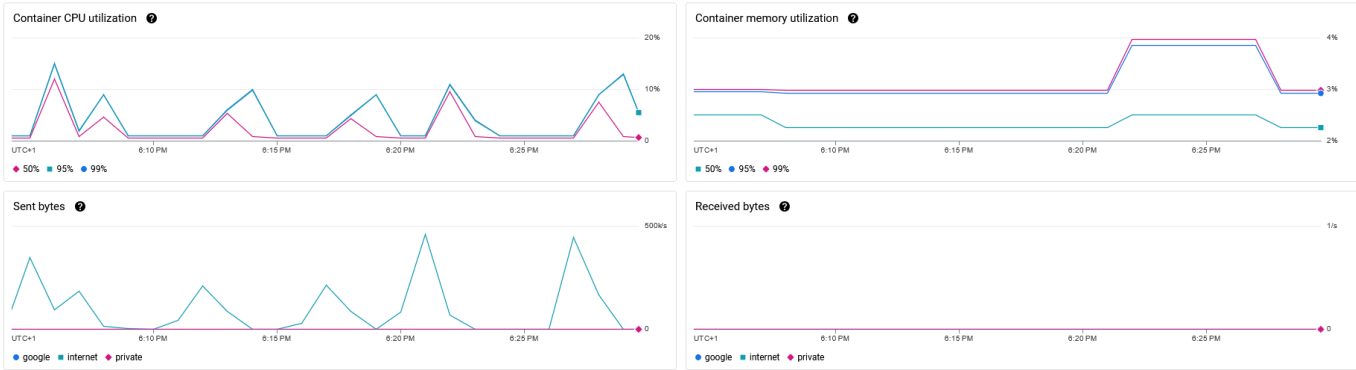 Container CPU utilization ?
20%
10%
0
UTC+1 6:10 PM 6:15 PM 6:20 PM 6:25 PM
50% 95% 99%
Container memory utilization ?
4%
3%
2%
UTC+1 6:10 PM 6:15 PM 6:20 PM 6:25 PM
50% 95% 99%
Sent bytes ?
500k/s
0
UTC+1 6:10 PM 6:15 PM 6:20 PM 6:25 PM
google internet private
Received bytes ?
1/s
0
UTC+1 6:10 PM 6:15 PM 6:20 PM 6:25 PM
google internet private